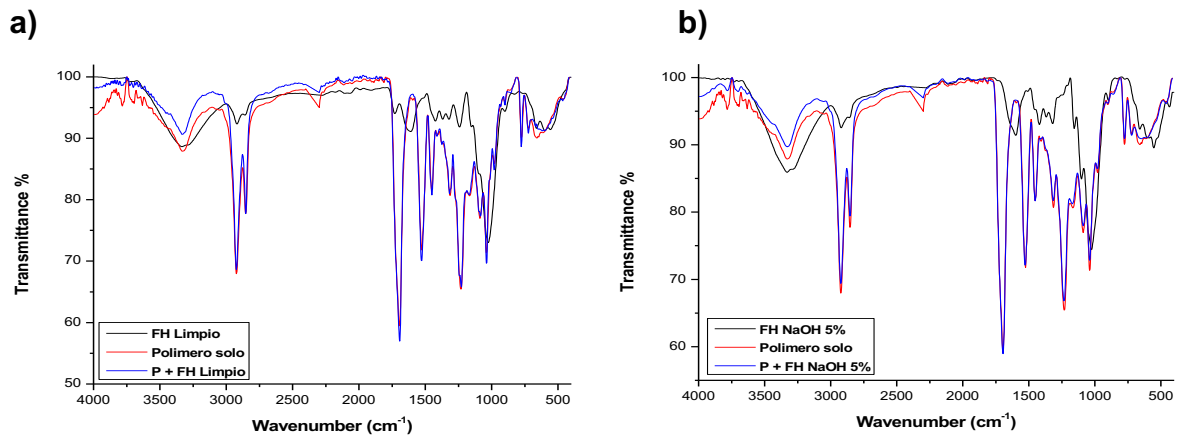 a)
100
90
80
70
60
50
Transmittance %
FH Limpio
Polimero solo
P + FH Limpio
4000 3500 3000 2500 2000 1500 1000 500
Wavenumber (cm-1)
b)
100
90
80
70
60
Transmittance %
FH NaOH 5%
Polimero solo
P + FH NaOH 5%
4000 3500 3000 2500 2000 1500 1000 500
Wavenumber (cm-1)